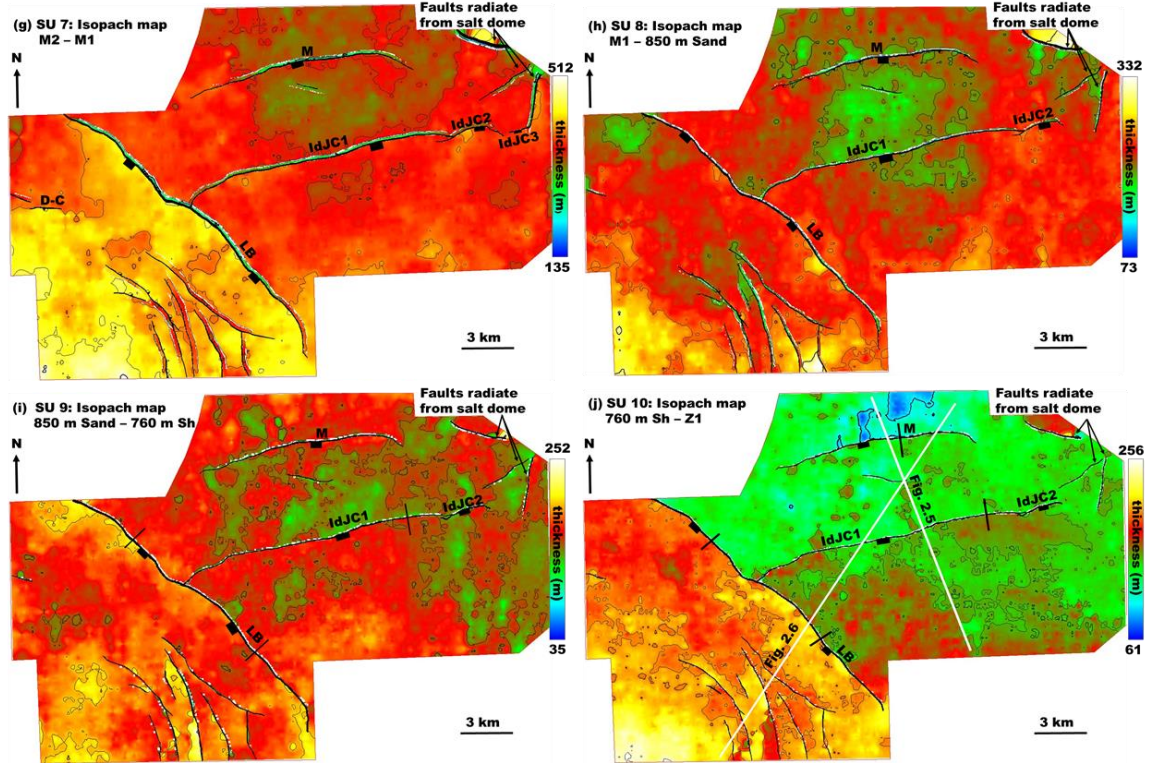 (g) SU 7: Isopach map
M2 – M1
Faults radiate
from salt dome
N
M
512
thickness (m)
135
IdJC1
IdJC2
IdJC3
D-C
LB
3 km
(h) SU 8: Isopach map
M1 – 850 m Sand
Faults radiate
from salt dome
N
M
332
thickness (m)
73
IdJC1
IdJC2
LB
3 km
(i) SU 9: Isopach map
850 m Sand – 760 m Sh
Faults radiate
from salt dome
N
M
252
thickness (m)
35
IdJC1
IdJC2
LB
3 km
(j) SU 10: Isopach map
760 m Sh – Z1
Faults radiate
from salt dome
N
M
256
thickness (m)
61
Fig. 2.5
IdJC1
IdJC2
Fig. 2.6
LB
3 km